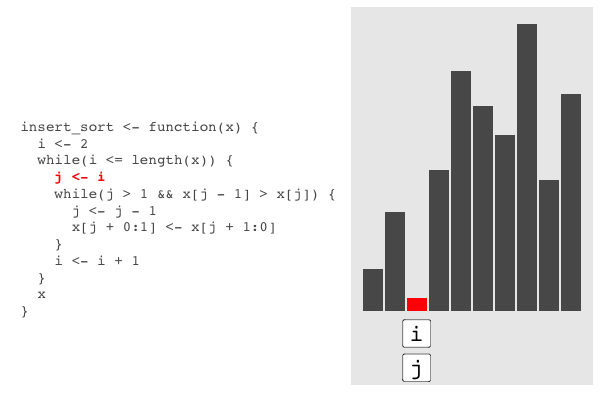 insert_sort <- function(x) {
  i <- 2
  while(i <= length(x)) {
    j <- i
    while(j > 1 && x[j - 1] > x[j]) {
      j <- j - 1
      x[j + 0:1] <- x[j + 1:0]
    }
    i <- i + 1
  }
  x
}
i
j